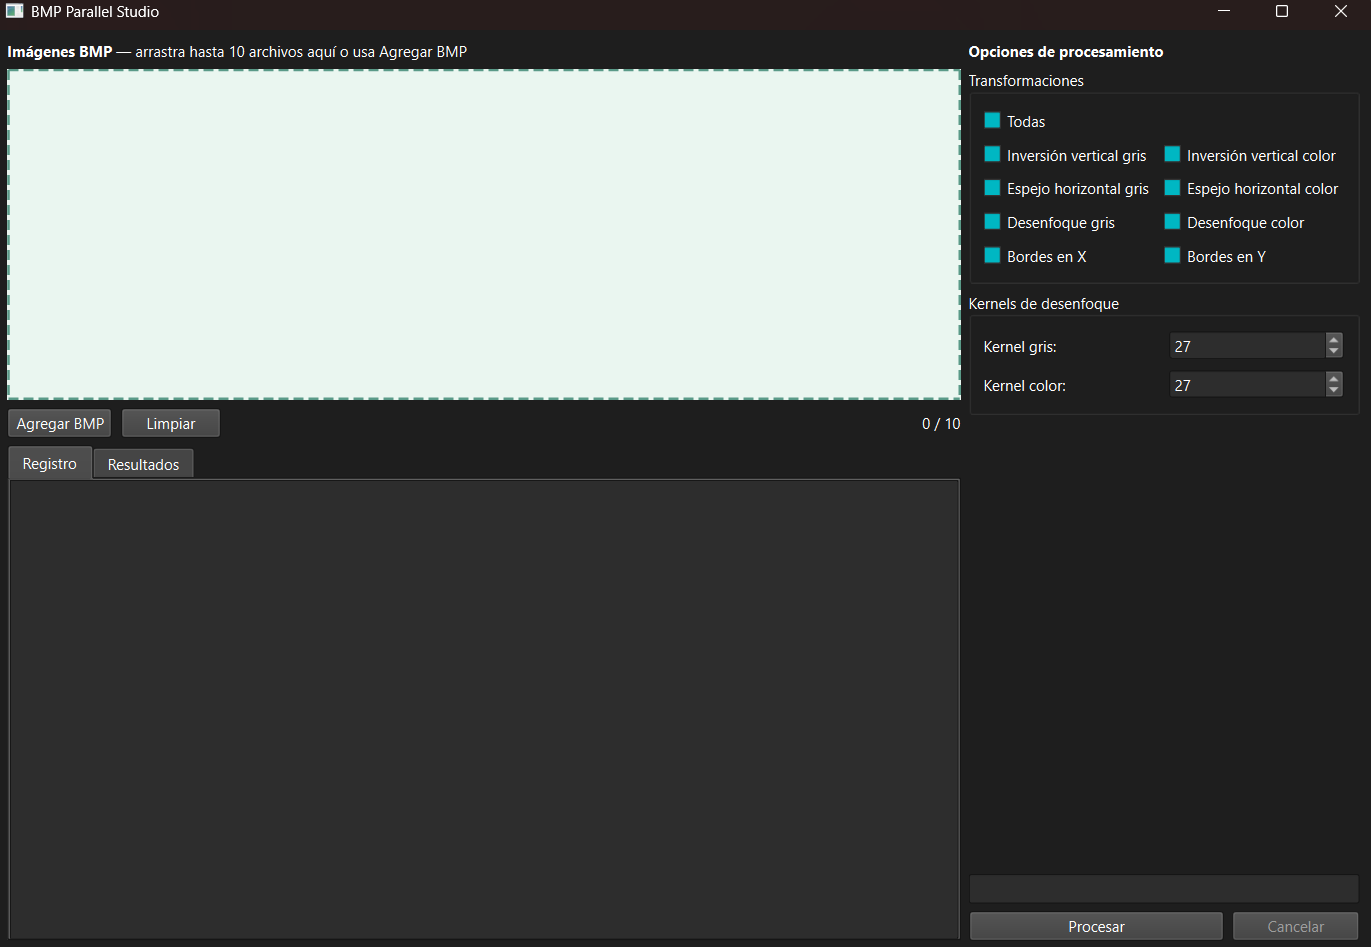 BMP Parallel Studio
Imágenes BMP — arrastra hasta 10 archivos aquí o usa Agregar BMP
Agregar BMP
Limpiar
0 / 10
Registro
Resultados
Opciones de procesamiento
Transformaciones
Todas
Inversión vertical gris
Inversión vertical color
Espejo horizontal gris
Espejo horizontal color
Desenfoque gris
Desenfoque color
Bordes en X
Bordes en Y
Kernels de desenfoque
Kernel gris:
27
Kernel color:
27
Procesar
Cancelar